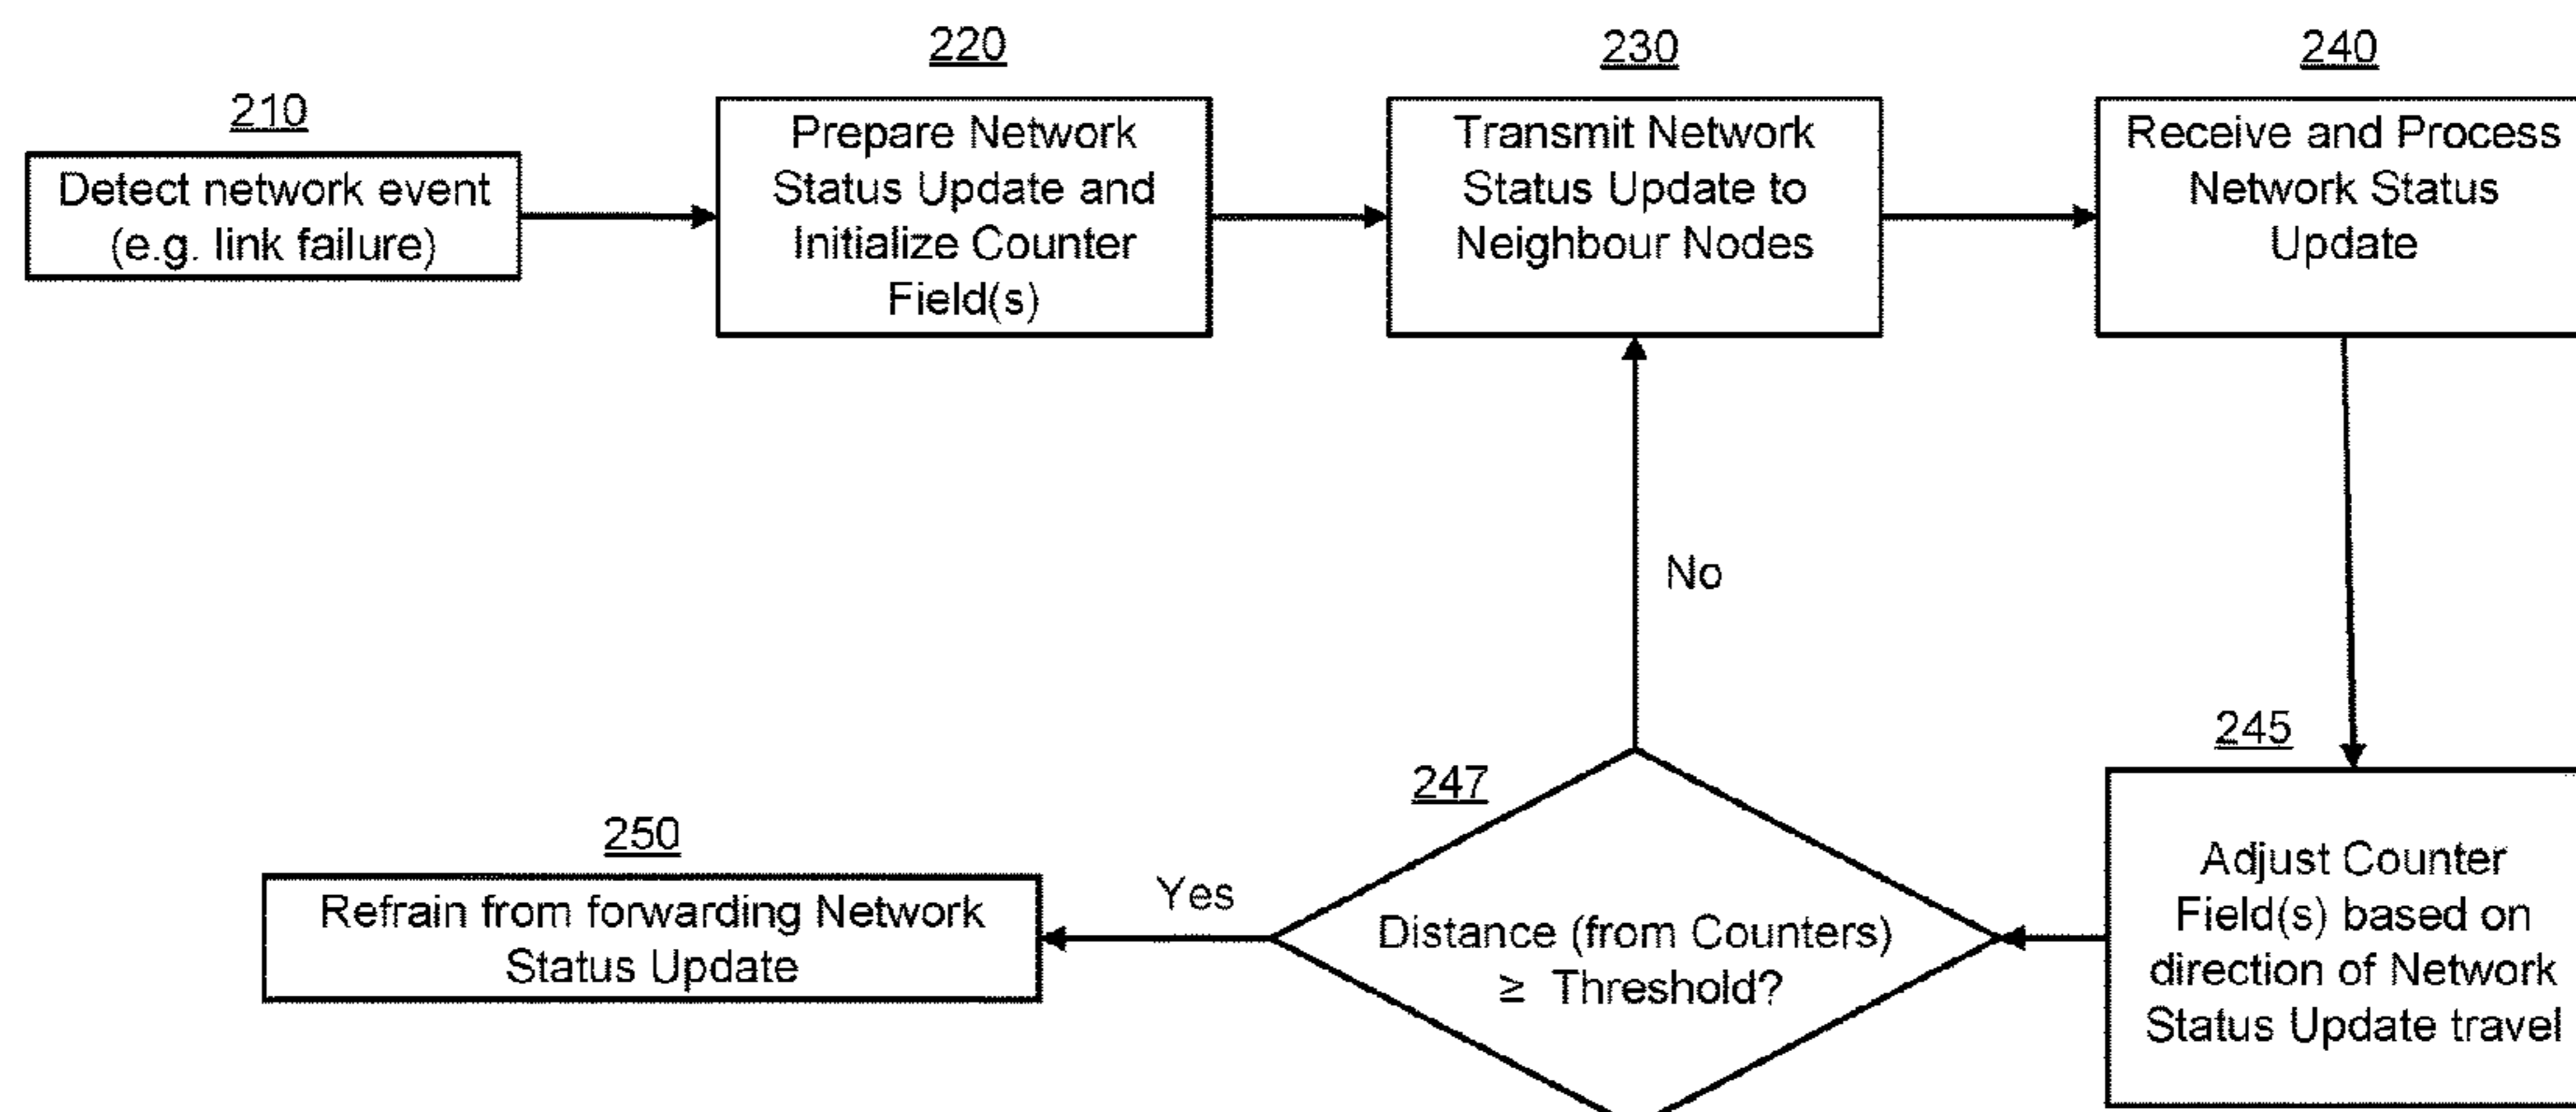 210
Detect network event
(e.g. link failure)
220
Prepare Network
Status Update and
Initialize Counter
Field(s)
230
Transmit Network
Status Update to
Neighbour Nodes
240
Receive and Process
Network Status
Update
No
245
Adjust Counter
Field(s) based on
direction of Network
Status Update travel
247
Distance (from Counters)
≥ Threshold?
Yes
250
Refrain from forwarding Network
Status Update